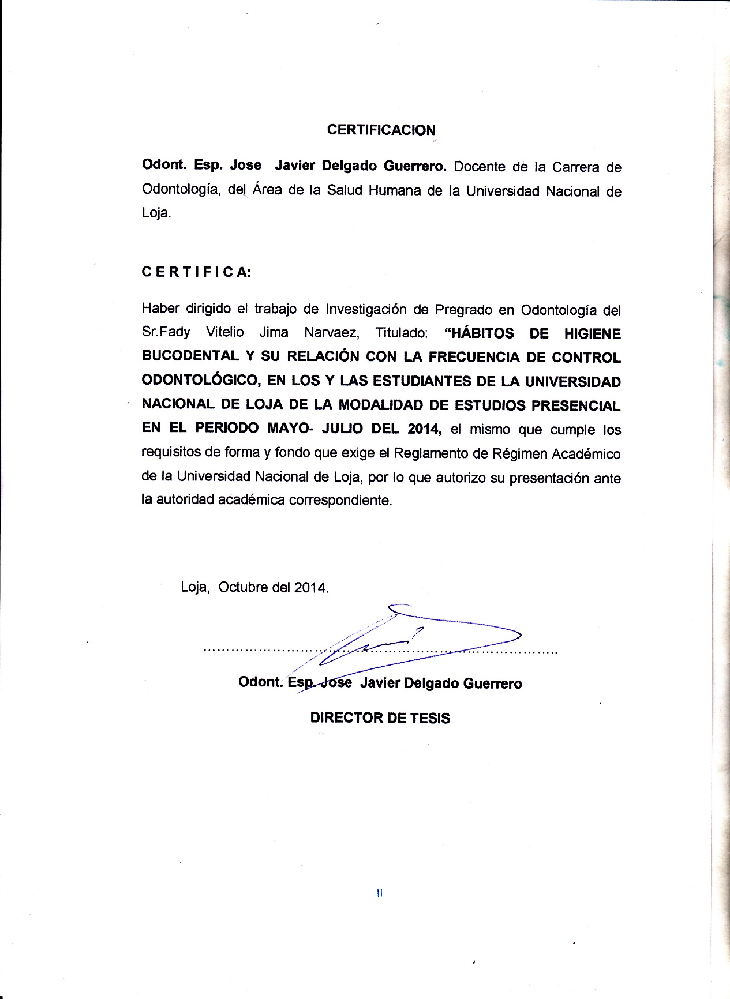 CERTIFICACION
Odont. Esp. Jose Javier Delgado Guerrero. Docente de la Carrera de
Odontología, del Área de la Salud Humana de la Universidad Nacional de
Loja.
C E R T I F I C A:
Haber dirigido el trabajo de Investigación de Pregrado en Odontología del
Sr.Fady Vitelio Jima Narvaez, Titulado: “HÁBITOS DE HIGIENE
BUCODENTAL Y SU RELACIÓN CON LA FRECUENCIA DE CONTROL
ODONTOLÓGICO, EN LOS Y LAS ESTUDIANTES DE LA UNIVERSIDAD
NACIONAL DE LOJA DE LA MODALIDAD DE ESTUDIOS PRESENCIAL
EN EL PERIODO MAYO- JULIO DEL 2014, el mismo que cumple los
requisitos de forma y fondo que exige el Reglamento de Régimen Académico
de la Universidad Nacional de Loja, por lo que autorizo su presentación ante
la autoridad académica correspondiente.
Loja, Octubre del 2014.
Odont. Esp. Jose Javier Delgado Guerrero
DIRECTOR DE TESIS
II